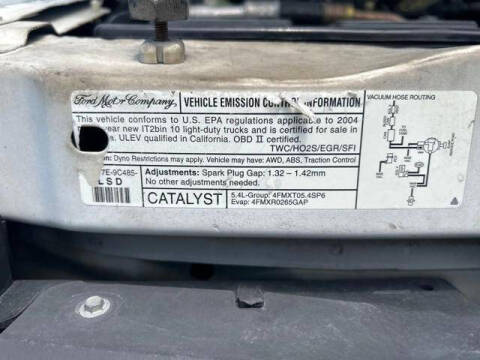 Ford Motor Company
VEHICLE EMISSION CONTROL INFORMATION
VACUUM HOSE ROUTING
This vehicle conforms to U.S. EPA regulations applicable to 2004
year new IT2bin 10 light-duty trucks and is certified for sale in
ULEV qualified in California. OBD II certified.
TWC/HO2S/EGR/SFI
Dyno Restrictions may apply. Vehicle may have: AWD, ABS, Traction Control
7E-9C485-
LSD
Adjustments: Spark Plug Gap: 1.32 – 1.42mm
No other adjustments needed.
CATALYST
5.4L-Group: 4FMXT05.4SP6
Evap: 4FMXR0265GAP